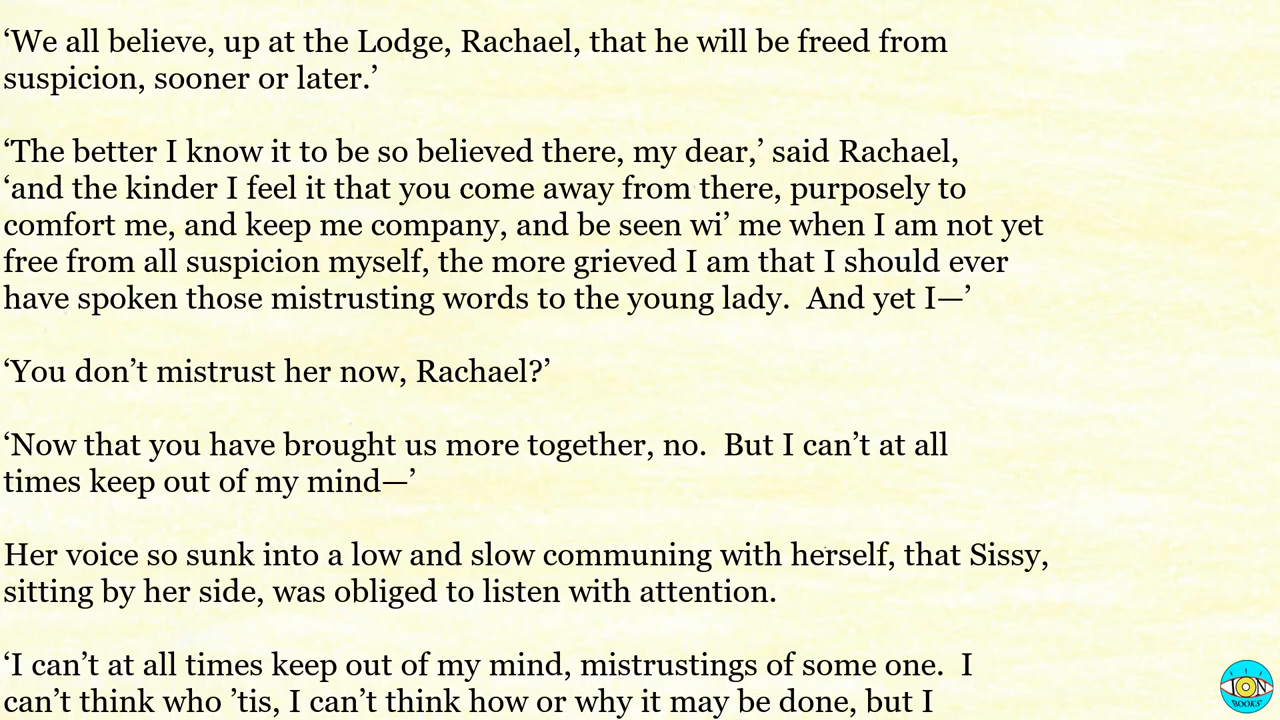 ‘We all believe, up at the Lodge, Rachael, that he will be freed from
suspicion, sooner or later.’
‘The better I know it to be so believed there, my dear,’ said Rachael,
‘and the kinder I feel it that you come away from there, purposely to
comfort me, and keep me company, and be seen wi’ me when I am not yet
free from all suspicion myself, the more grieved I am that I should ever
have spoken those mistrusting words to the young lady.  And yet I—’
‘You don’t mistrust her now, Rachael?’
‘Now that you have brought us more together, no.  But I can’t at all
times keep out of my mind—’
Her voice so sunk into a low and slow communing with herself, that Sissy,
sitting by her side, was obliged to listen with attention.
‘I can’t at all times keep out of my mind, mistrustings of some one.  I
can’t think who ’tis, I can’t think how or why it may be done, but I
ION
BOOKS